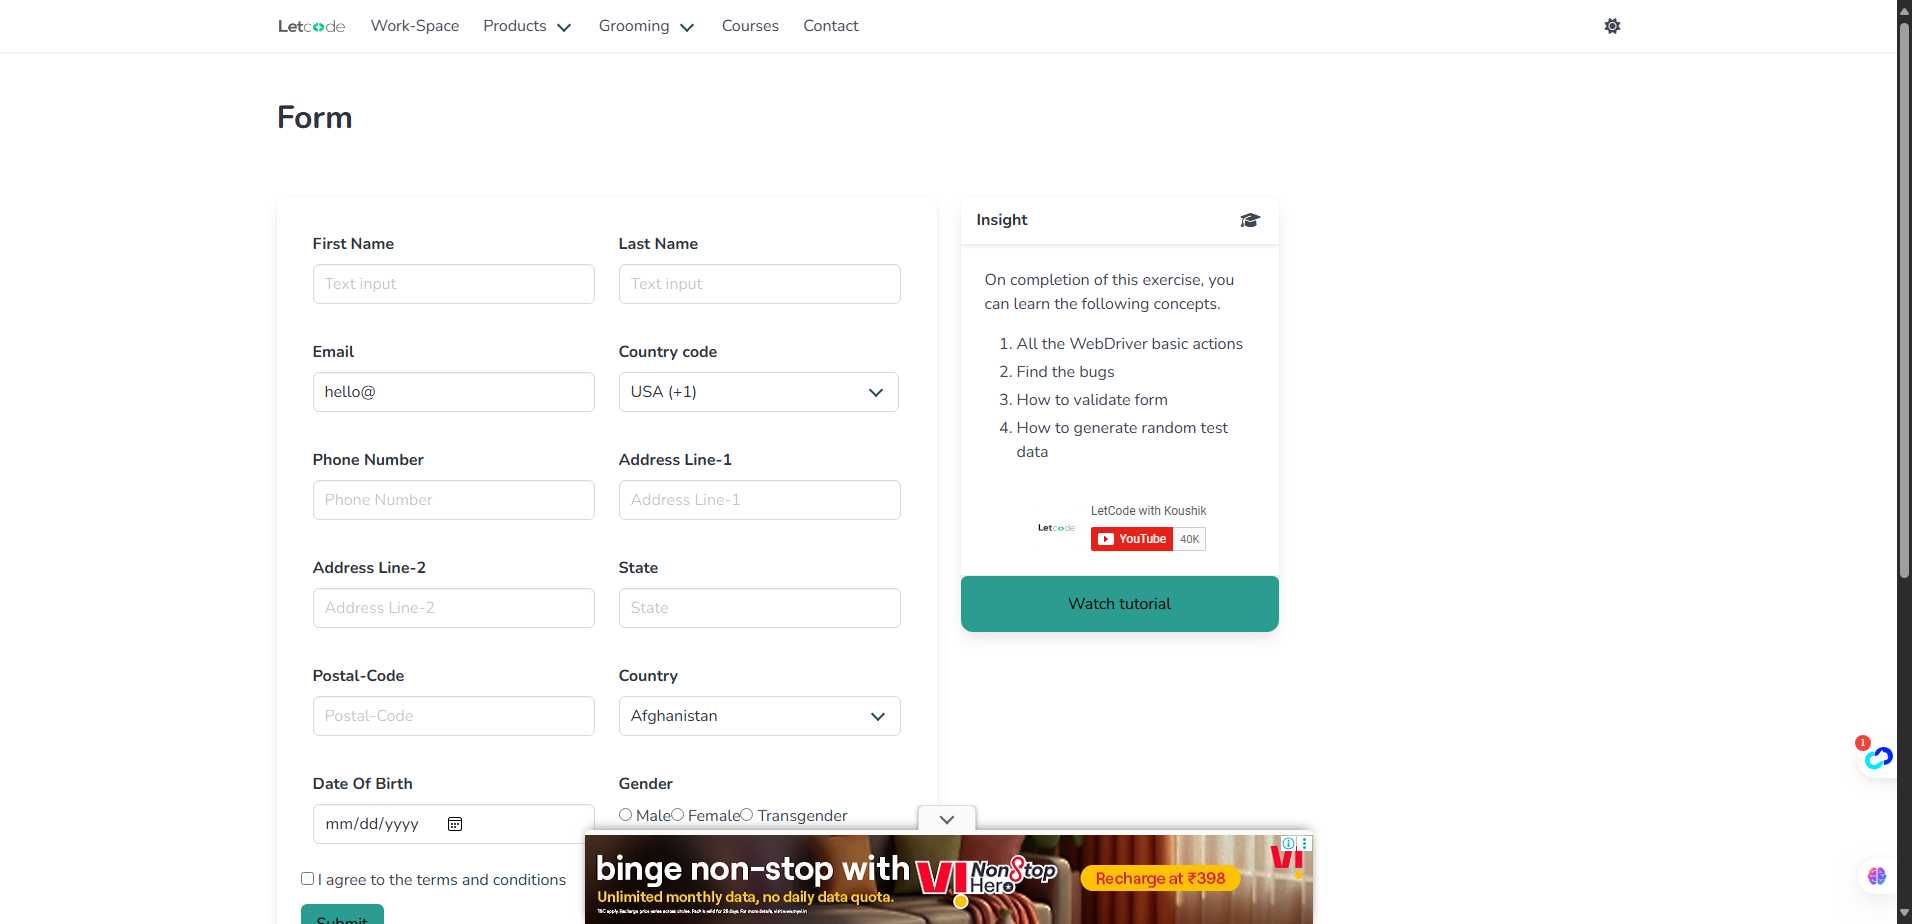 Letcode Work-Space Products Grooming Courses Contact
Form
First Name Last Name
Text input Text input
Email Country code
hello@ USA (+1)
Phone Number Address Line-1
Phone Number Address Line-1
Address Line-2 State
Address Line-2 State
Postal-Code Country
Postal-Code Afghanistan
Date Of Birth Gender
mm/dd/yyyy Male Female Transgender
I agree to the terms and conditions
Submit
Insight
On completion of this exercise, you
can learn the following concepts.
1. All the WebDriver basic actions
2. Find the bugs
3. How to validate form
4. How to generate random test
data
LetCode with Koushik
Letcode YouTube 40K
Watch tutorial
1
binge non-stop with VI NonStop Hero
Unlimited monthly data, no daily data quota.
Recharge at ₹398
VI